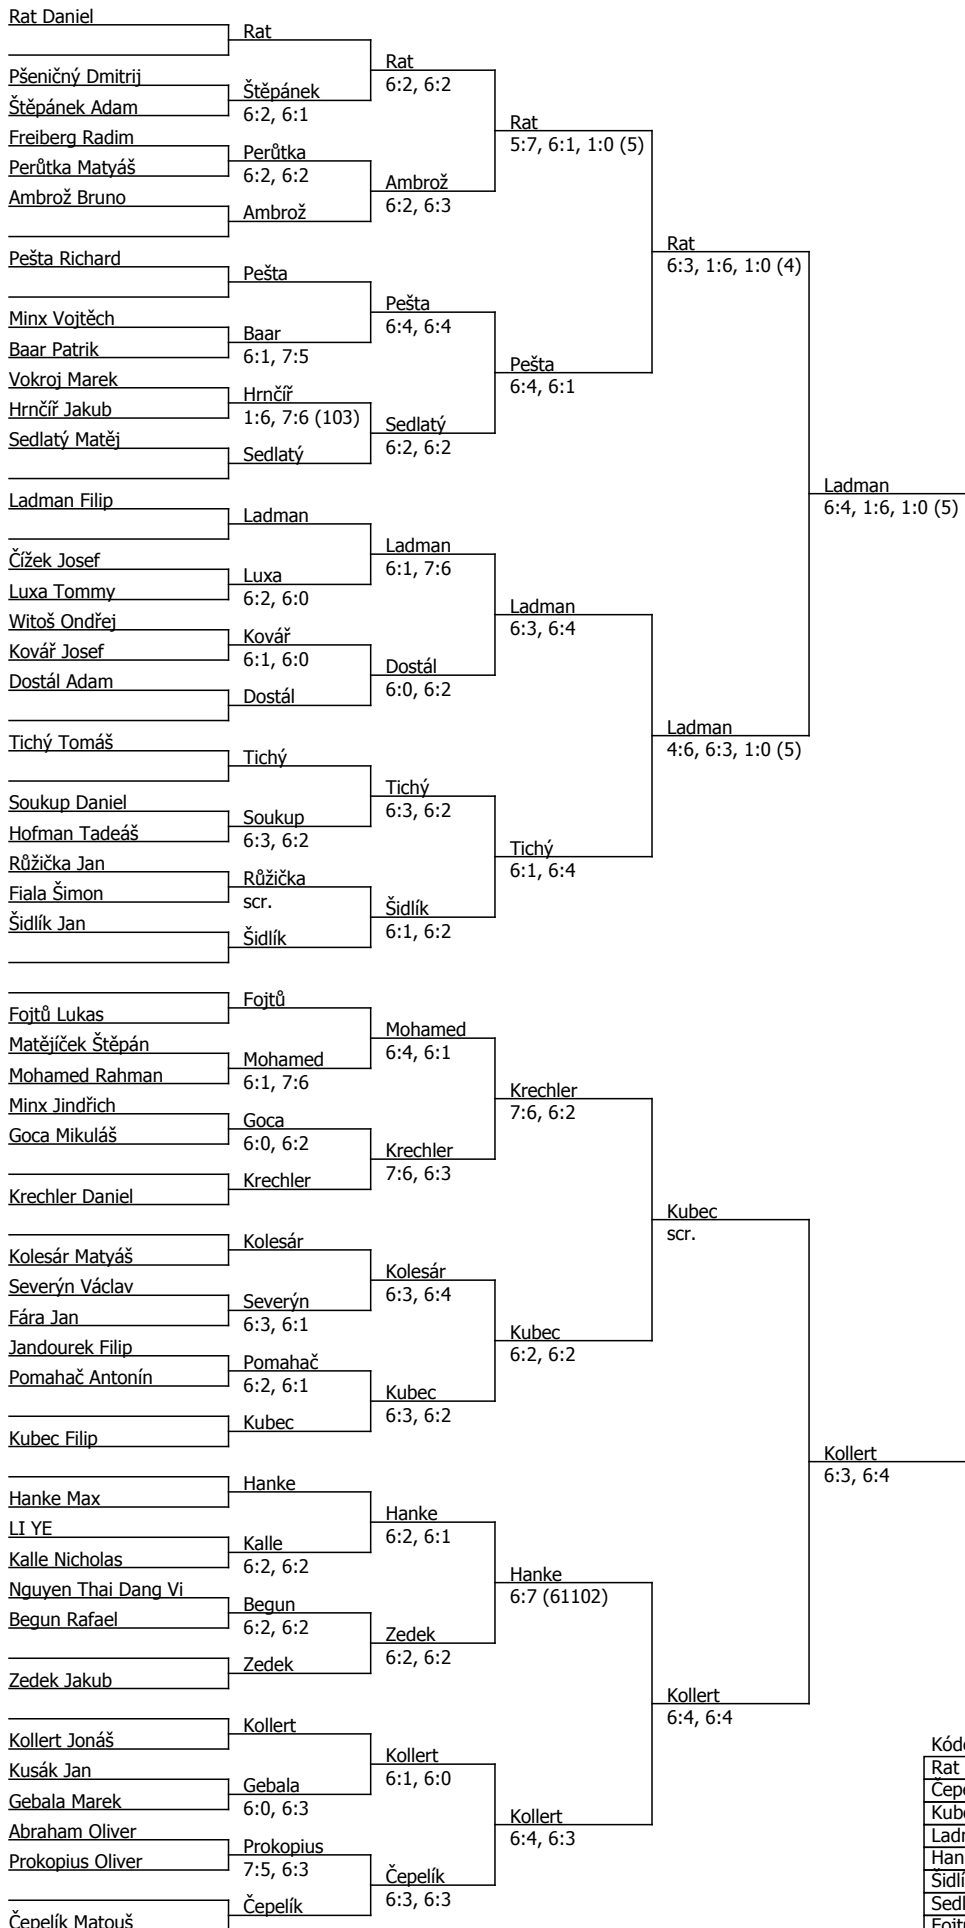 Rat Daniel
Pšeničný Dmitrij
Štěpánek Adam
Freiberg Radim
Perůtka Matyáš
Ambrož Bruno
Pešta Richard
Minx Vojtěch
Baar Patrik
Vokroj Marek
Hrnčíř Jakub
Sedlatý Matěj
Ladman Filip
Čížek Josef
Luxa Tommy
Witoš Ondřej
Kovář Josef
Dostál Adam
Tichý Tomáš
Soukup Daniel
Hofman Tadeáš
Růžička Jan
Fiala Šimon
Šidlík Jan
Fojtů Lukas
Matějíček Štěpán
Mohamed Rahman
Minx Jindřich
Goca Mikuláš
Krechler Daniel
Kolesár Matyáš
Severýn Václav
Fára Jan
Jandourek Filip
Pomahač Antonín
Kubec Filip
Hanke Max
LI YE
Kalle Nicholas
Nguyen Thai Dang Vi
Begun Rafael
Zedek Jakub
Kollert Jonáš
Kusák Jan
Gebala Marek
Abraham Oliver
Prokopius Oliver
Čepelík Matouš
Rat
Štěpánek
6:2, 6:1
Perůtka
6:2, 6:2
Ambrož
Pešta
Baar
6:1, 7:5
Hrnčíř
1:6, 7:6 (103)
Sedlatý
Ladman
Luxa
6:2, 6:0
Kovář
6:1, 6:0
Dostál
Tichý
Soukup
6:3, 6:2
Růžička
scr.
Šidlík
Fojtů
Mohamed
6:1, 7:6
Goca
6:0, 6:2
Krechler
Kolesár
Severýn
6:3, 6:1
Pomahač
6:2, 6:1
Kubec
Hanke
Kalle
6:2, 6:2
Begun
6:2, 6:2
Zedek
Kollert
Gebala
6:0, 6:3
Prokopius
7:5, 6:3
Čepelík
Rat
6:2, 6:2
Ambrož
6:2, 6:3
Pešta
6:4, 6:4
Sedlatý
6:2, 6:2
Ladman
6:1, 7:6
Dostál
6:0, 6:2
Tichý
6:3, 6:2
Šidlík
6:1, 6:2
Mohamed
6:4, 6:1
Krechler
7:6, 6:3
Kolesár
6:3, 6:4
Kubec
6:3, 6:2
Hanke
6:2, 6:1
Zedek
6:2, 6:2
Kollert
6:1, 6:0
Čepelík
6:3, 6:3
Rat
5:7, 6:1, 1:0 (5)
Pešta
6:4, 6:1
Ladman
6:3, 6:4
Tichý
6:1, 6:4
Krechler
7:6, 6:2
Kubec
6:2, 6:2
Hanke
6:7 (61102)
Kollert
6:4, 6:3
Rat
6:3, 1:6, 1:0 (4)
Ladman
4:6, 6:3, 1:0 (5)
Kubec
scr.
Kollert
6:4, 6:4
Ladman
6:4, 1:6, 1:0 (5)
Kollert
6:3, 6:4
Rat